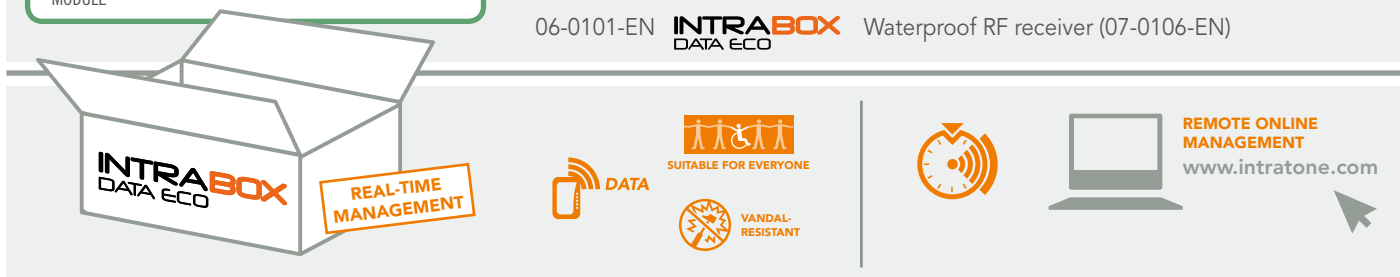 MODULE
06-0101-EN INTRABOX DATA ECO Waterproof RF receiver (07-0106-EN)
INTRABOX
DATA ECO
REAL-TIME
MANAGEMENT
DATA
SUITABLE FOR EVERYONE
VANDAL-
RESISTANT
REMOTE ONLINE
MANAGEMENT
www.intratone.com